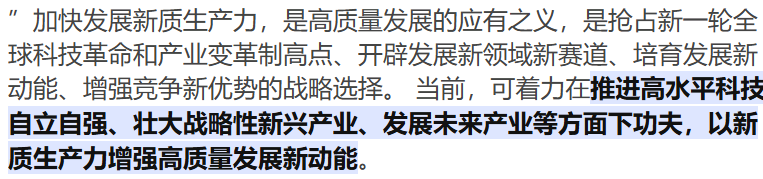 ”加快发展新质生产力，是高质量发展的应有之义，是抢占新一轮全
球科技革命和产业变革制高点、开辟发展新领域新赛道、培育发展新
动能、增强竞争新优势的战略选择。 当前，可着力在推进高水平科技
自立自强、壮大战略性新兴产业、发展未来产业等方面下功夫，以新
质生产力增强高质量发展新动能。